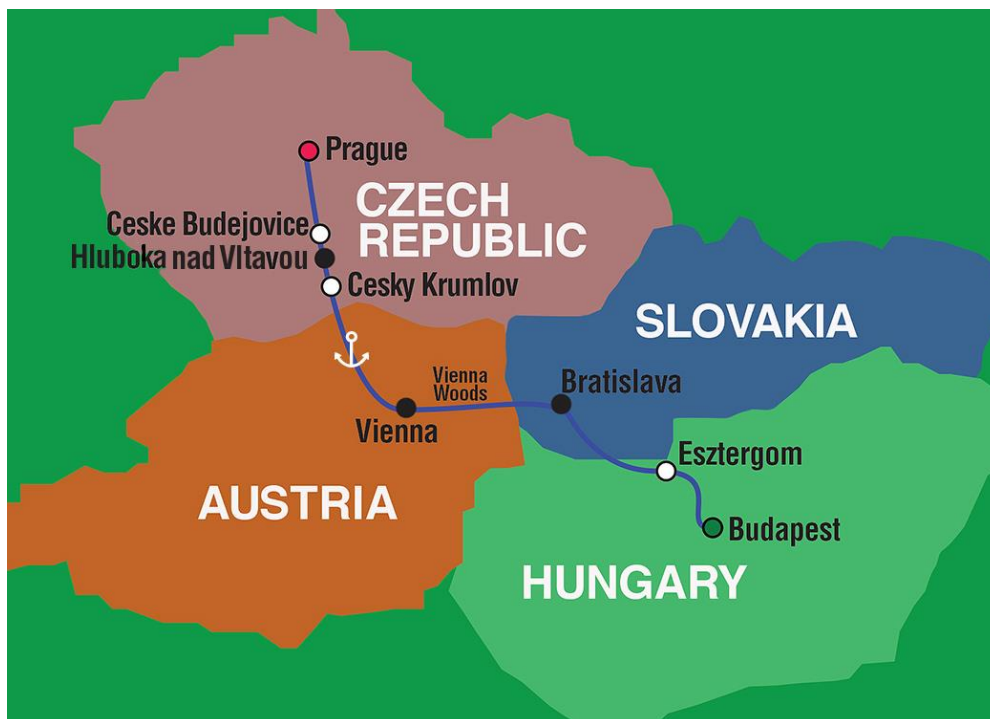 Prague
CZECH
REPUBLIC
Ceske Budejovice
Hluboka nad Vltavou
Cesky Krumlov
SLOVAKIA
Vienna
Woods
Bratislava
Vienna
Esztergom
AUSTRIA
Budapest
HUNGARY